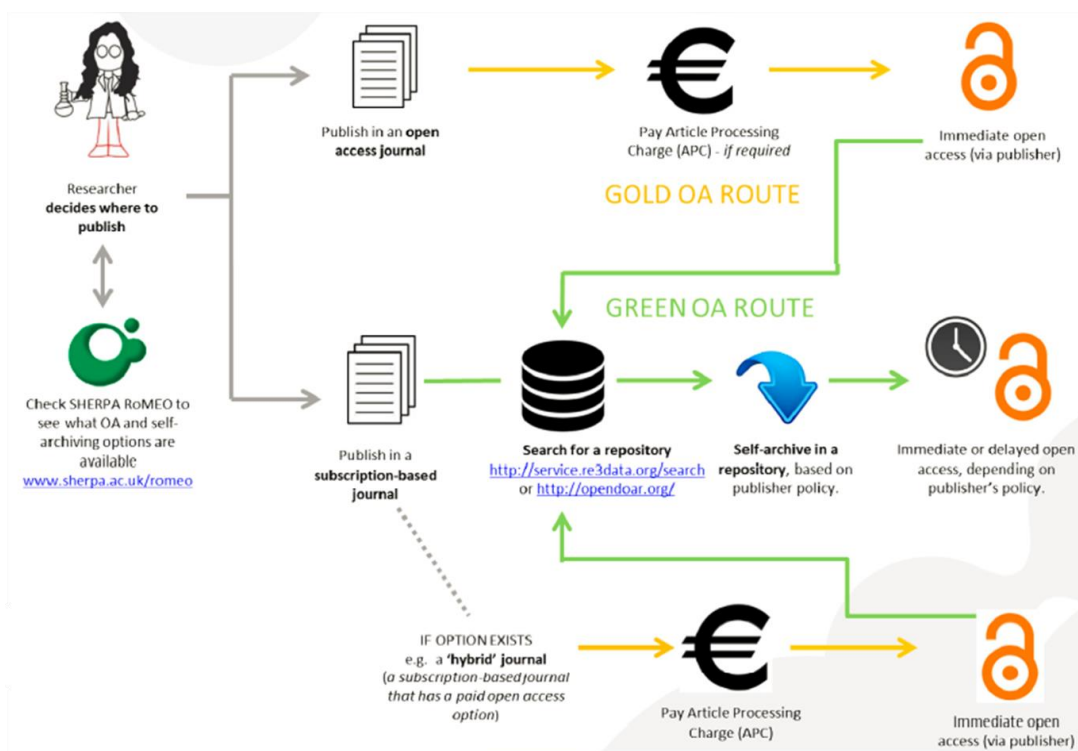 Publish in an open
access journal
Pay Article Processing
Charge (APC) - if required
Immediate open
access (via publisher)
Researcher
decides where to
publish
GOLD OA ROUTE
GREEN OA ROUTE
Check SHERPA RoMEO to
see what OA and self-
archiving options are
available
www.sherpa.ac.uk/romeo
Publish in a
subscription-based
journal
Search for a repository
http://service.re3data.org/search
or http://opendoar.org/
Self-archive in a
repository, based on
publisher policy.
Immediate or delayed open
access, depending on
publisher's policy.
IF OPTION EXISTS
e.g. a 'hybrid' journal
(a subscription-based journal
that has a paid open access
option)
Pay Article Processing
Charge (APC)
Immediate open
access (via publisher)